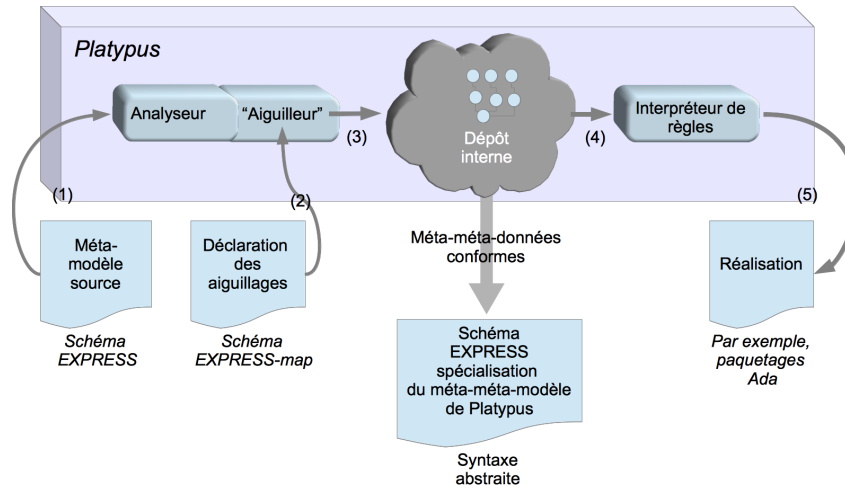 Platypus
Analyseur
“Aiguilleur”
(3)
Dépôt
interne
(4)
Interpréteur de
règles
(1)
(2)
(5)
Méta-
modèle
source
Schéma
EXPRESS
Déclaration
des
aiguillages
Schéma
EXPRESS-map
Méta-méta-données
conformes
Schéma
EXPRESS
spécialisation
du méta-méta-modèle
de Platypus
Syntaxe
abstraite
Réalisation
Par exemple,
paquetages
Ada